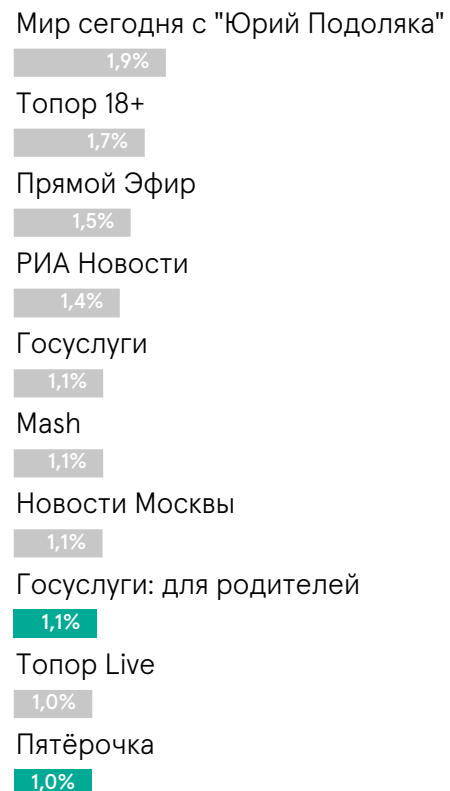 Мир сегодня с "Юрий Подоляка"
1,9%
Топор 18+
1,7%
Прямой Эфир
1,5%
РИА Новости
1,4%
Госуслуги
1,1%
Mash
1,1%
Новости Москвы
1,1%
Госуслуги: для родителей
1,1%
Топор Live
1,0%
Пятёрочка
1,0%